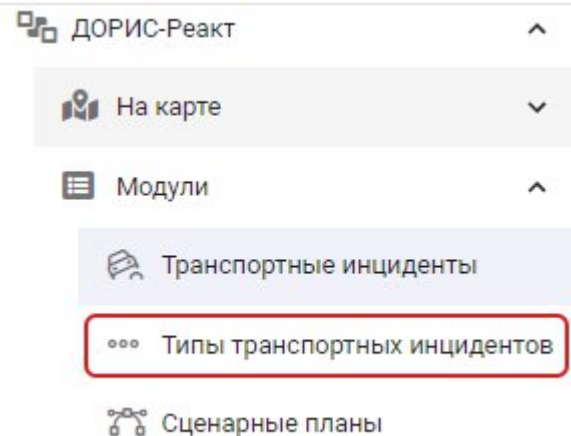 ДОРИС-Реакт
На карте
Модули
Транспортные инциденты
Типы транспортных инцидентов
Сценарные планы